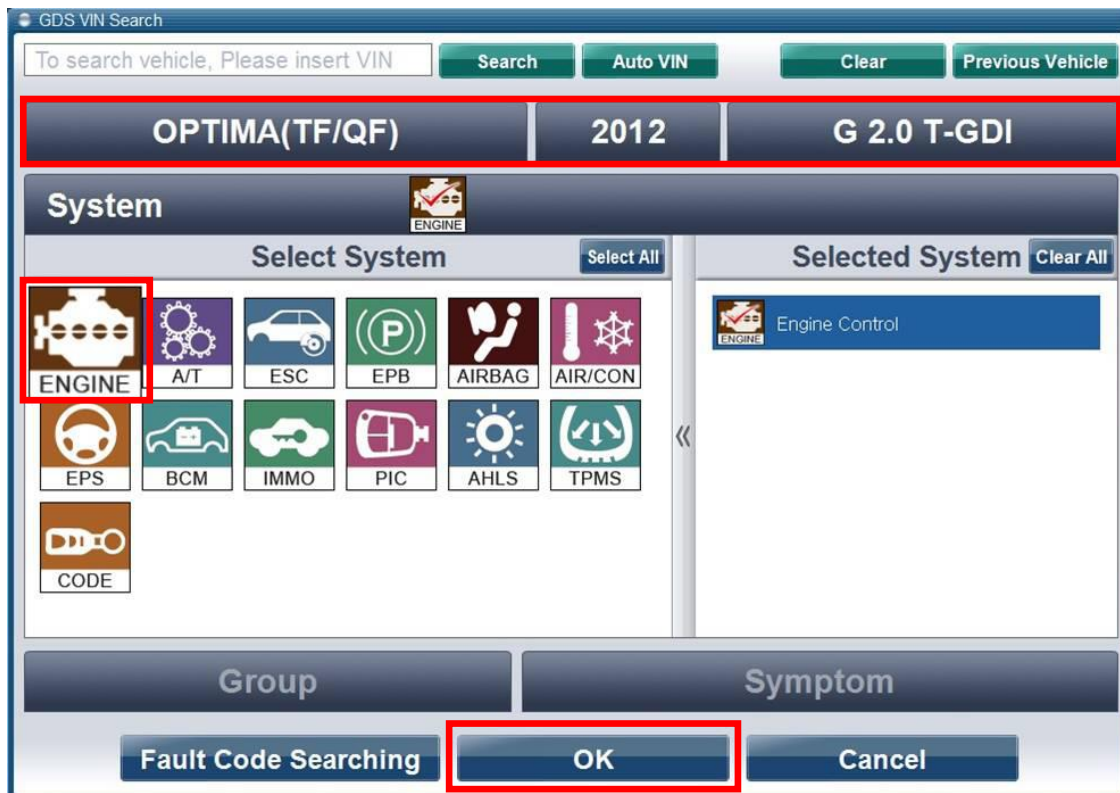 GDS VIN Search
To search vehicle, Please insert VIN Search Auto VIN Clear Previous Vehicle
OPTIMA(TF/QF) 2012 G 2.0 T-GDI
System ENGINE
Select System Select All Selected System Clear All
ENGINE Engine Control
ENGINE A/T ESC EPB AIRBAG AIR/CON
EPS BCM IMMO PIC AHLS TPMS
CODE
Group Symptom
Fault Code Searching OK Cancel